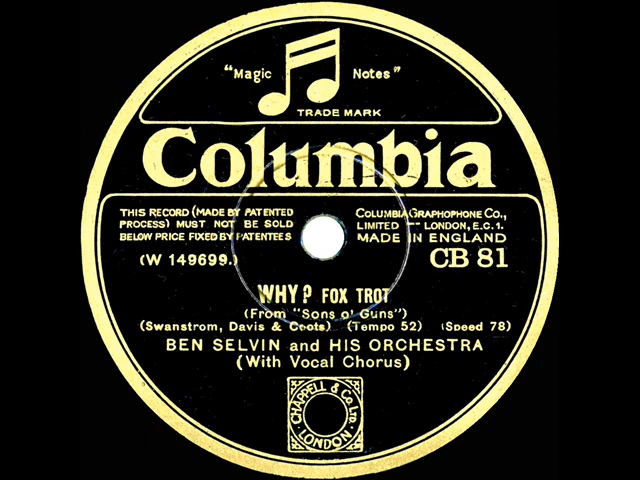 "Magic Notes"
TRADE MARK
Columbia
THIS RECORD (MADE BY PATENTED
PROCESS) MUST NOT BE SOLD
BELOW PRICE FIXED BY PATENTEES
(W 149699.)
COLUMBIA GRAPHOPHONE CO.,
LIMITED — LONDON, E.C.1.
MADE IN ENGLAND
CB 81
WHY? FOX TROT
(From "Sons o' Guns")
(Swanstrom, Davis & Coots) (Tempo 52) (Speed 78)
BEN SELVIN and HIS ORCHESTRA
(With Vocal Chorus)
CHAPPELL & Co. LTD.
LONDON